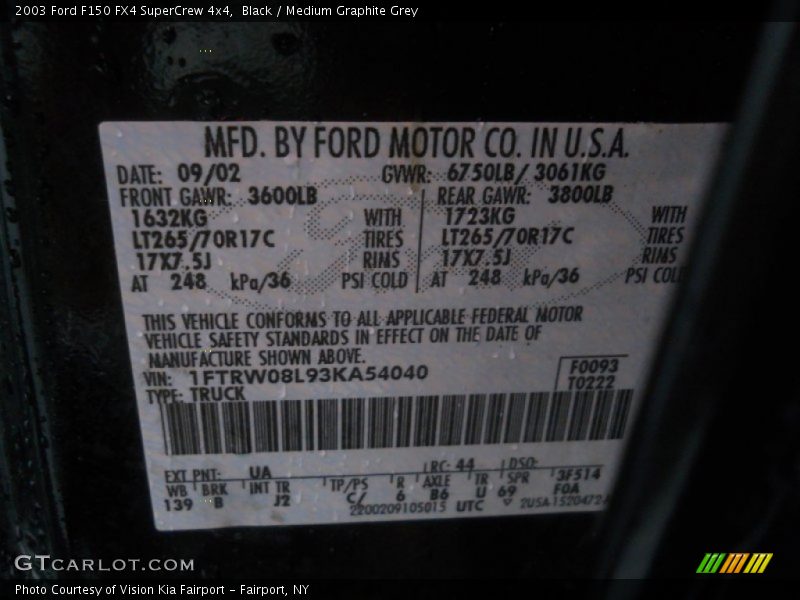 2003 Ford F150 FX4 SuperCrew 4x4, Black / Medium Graphite Grey
MFD. BY FORD MOTOR CO. IN U.S.A.
DATE: 09/02 GVWR: 6750LB/ 3061KG
FRONT GAWR: 3600LB REAR GAWR: 3800LB
1632KG WITH 1723KG WITH
LT265/70R17C TIRES LT265/70R17C TIRES
17X7.5J RIMS 17X7.5J RIMS
AT 248 kPa/36 PSI COLD AT 248 kPa/36 PSI COLD
THIS VEHICLE CONFORMS TO ALL APPLICABLE FEDERAL MOTOR
VEHICLE SAFETY STANDARDS IN EFFECT ON THE DATE OF
MANUFACTURE SHOWN ABOVE.
VIN: 1FTRW08L93KA54040 F0093
TYPE: TRUCK T0222
EXT PNT: UA RC: 44 DSO:
WB BRK INT TR TP/PS R AXLE TR SPR 3F514
139 B J2 C/ 6 B6 U 69 F0A
2200209105015 UTC
GTCARLOT.COM
Photo Courtesy of Vision Kia Fairport - Fairport, NY